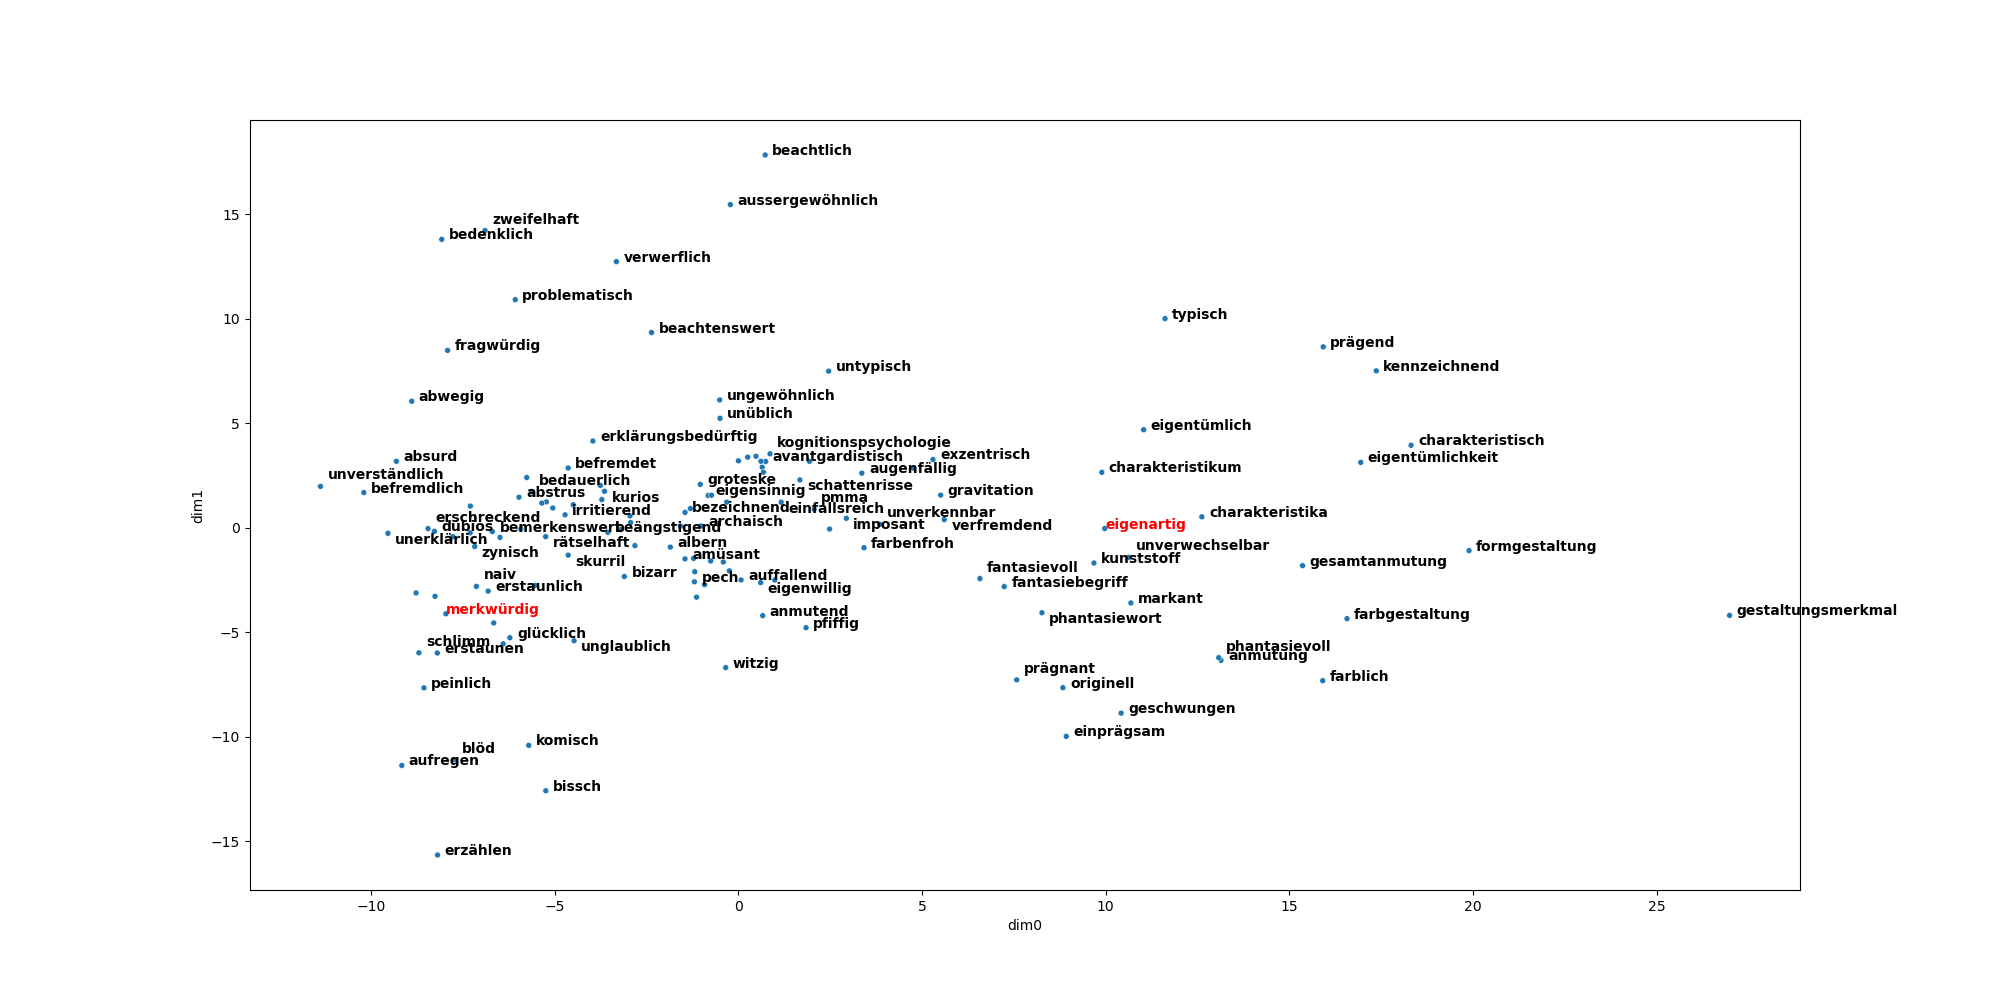 beachtlich
aussergewöhnlich
zweifelhaft
bedenklich
verwerflich
problematisch
typisch
beachtenswert
prägend
fragwürdig
untypisch
kennzeichnend
abwegig
ungewöhnlich
unüblich
eigentümlich
erklärungsbedürftig
kognitionspsychologie
charakteristisch
absurd
avantgardistisch
exzentrisch
eigentümlichkeit
befremdet
augenfällig
charakteristikum
unverständlich
bedauerlich
groteske
schattenrisse
befremdlich
abstrus
eigensinnig
gravitation
kurios
pmma
bezeichnend
einfallsreich
irritierend
unverkennbar
charakteristika
erschreckend
archaisch
imposant
verfremdend
eigenartig
dubios
bemerkenswert
beängstigend
unerklärlich
rätselhaft
albern
farbenfroh
unverwechselbar
formgestaltung
zynisch
amüsant
kunststoff
skurril
gesamtanmutung
naiv
bizarr
pech
auffallend
fantasievoll
erstaunlich
eigenwillig
fantasiebegriff
markant
merkwürdig
anmutend
phantasiewort
farbgestaltung
gestaltungsmerkmal
pfiffig
glücklich
schlimm
erstaunen
unglaublich
phantasievoll
anmutung
witzig
prägnant
farblich
peinlich
originell
geschwungen
einprägsam
komisch
blöd
aufregen
bissch
erzählen
15
10
5
0
−5
−10
−15
dim1
−10 −5 0 5 10 15 20 25
dim0